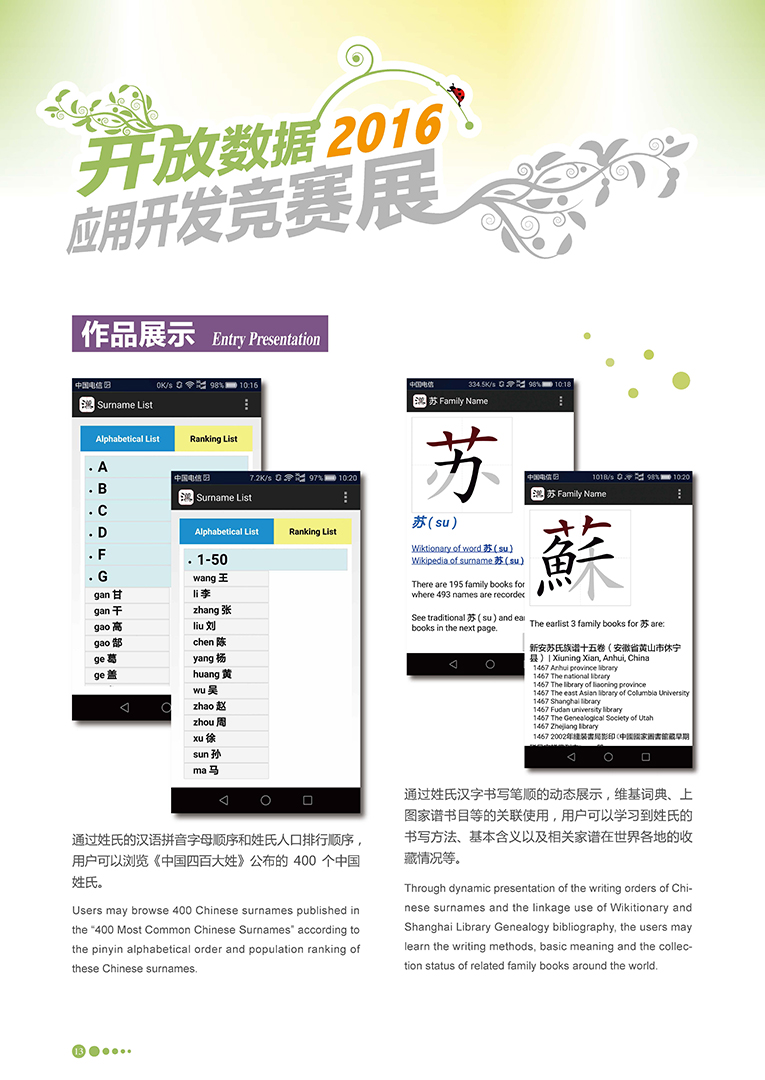 开放数据 2016
应用开发竞赛展
作品展示 Entry Presentation
中国电信 0K/s 98% 10:16
漢 Surname List
Alphabetical List Ranking List
• A
• B
• C
• D
• F
• G
gan 甘
gan 干
gao 高
gao 郜
ge 葛
ge 盖
中国电信 7.2K/s 97% 10:20
漢 Surname List
Alphabetical List Ranking List
• 1-50
wang 王
li 李
zhang 张
liu 刘
chen 陈
yang 杨
huang 黄
wu 吴
zhao 赵
zhou 周
xu 徐
sun 孙
ma 马
通过姓氏的汉语拼音字母顺序和姓氏人口排行顺序，
用户可以浏览《中国四百大姓》公布的 400 个中国
姓氏。
Users may browse 400 Chinese surnames published in
the “400 Most Common Chinese Surnames” according to
the pinyin alphabetical order and population ranking of
these Chinese surnames.
中国电信 334.5K/s 98% 10:18
漢 苏 Family Name
苏
苏 ( su )
Wiktionary of word 苏 ( su )
Wikipedia of surname 苏 ( su )
There are 195 family books for
where 493 names are recorded
See traditional 苏 ( su ) and ear
books in the next page.
中国电信 101B/s 98% 10:20
漢 苏 Family Name
蘇
The earlist 3 family books for 苏 are:
新安苏氏族谱十五卷（安徽省黄山市休宁
县）| Xiuning Xian, Anhui, China
1467 Anhui province library
1467 The national library
1467 The library of liaoning province
1467 The east Asian library of Columbia University
1467 Shanghai library
1467 Fudan university library
1467 The Genealogical Society of Utah
1467 Zhejiang library
1467 2002年綫裝書局影印（中國國家圖書館藏早期
通过姓氏汉字书写笔顺的动态展示，维基词典、上
图家谱书目等的关联使用，用户可以学习到姓氏的
书写方法、基本含义以及相关家谱在世界各地的收
藏情况等。
Through dynamic presentation of the writing orders of Chi-
nese surnames and the linkage use of Wikitionary and
Shanghai Library Genealogy bibliography, the users may
learn the writing methods, basic meaning and the collec-
tion status of related family books around the world.
13